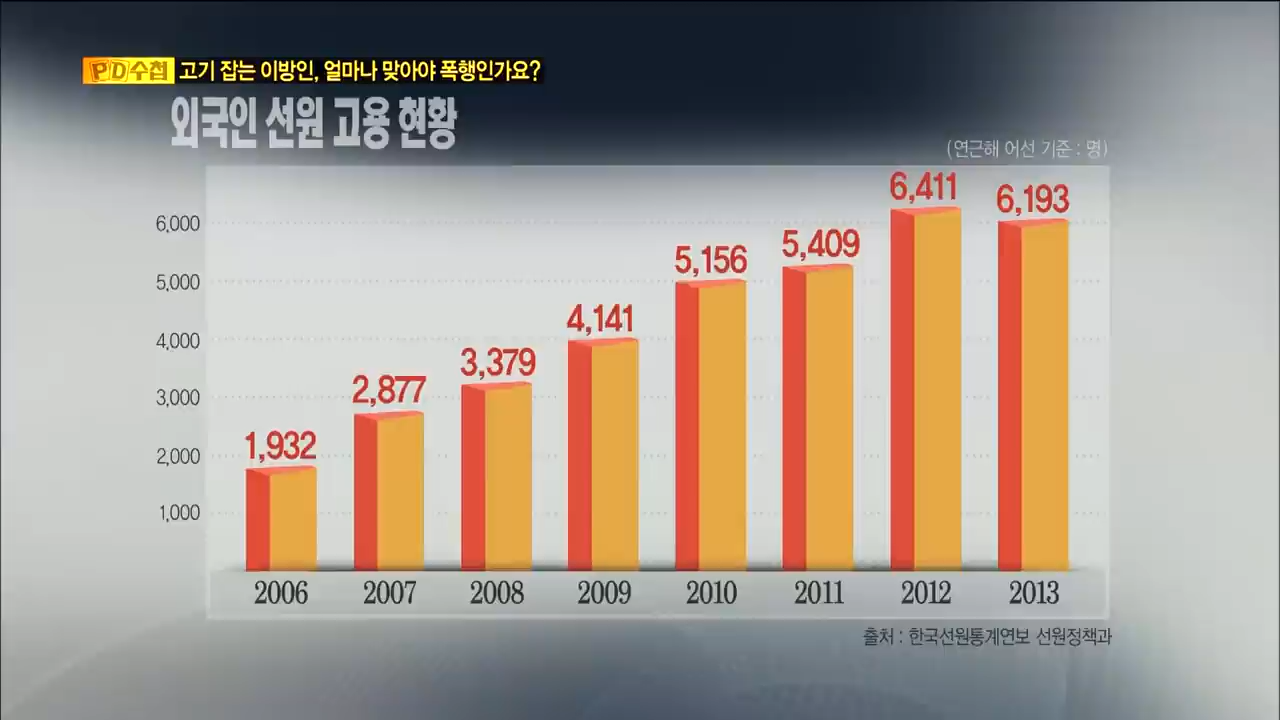 PD수첩 고기 잡는 이방인, 얼마나 맞아야 폭행인가요?
외국인 선원 고용 현황
(연근해 어선 기준 : 명)
6,000
5,000
4,000
3,000
2,000
1,000
1,932
2,877
3,379
4,141
5,156
5,409
6,411
6,193
2006 2007 2008 2009 2010 2011 2012 2013
출처 : 한국선원통계연보 선원정책과